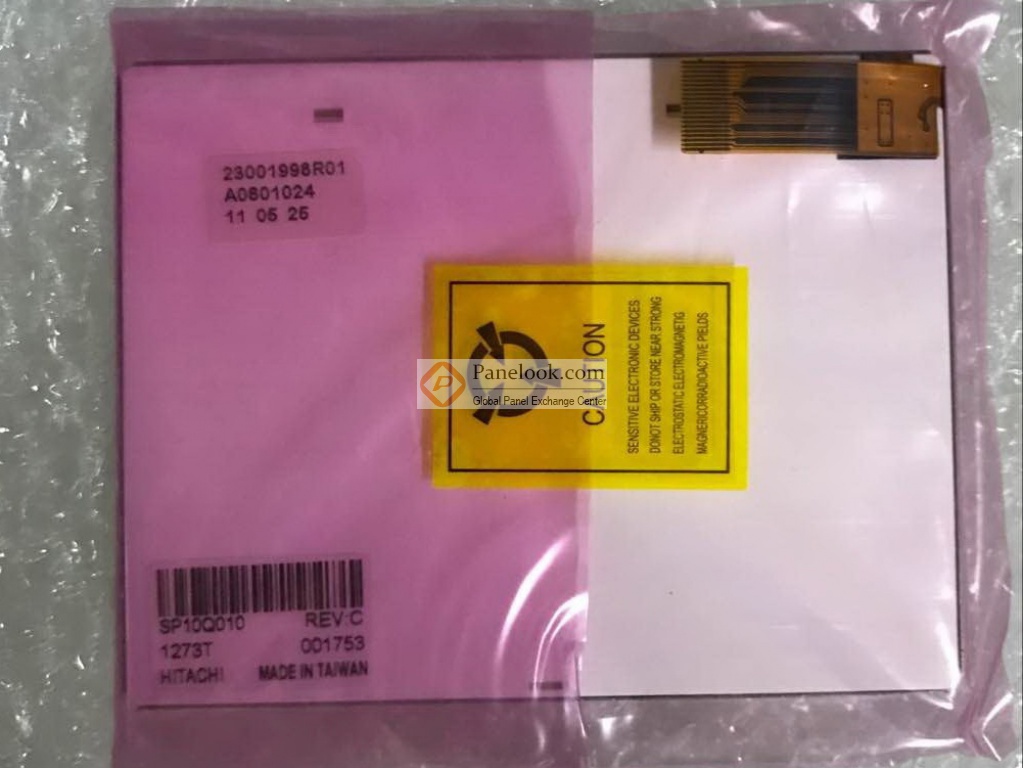 23001998R01
A0601024
11 05 25
Panelook.com
Global Panel Exchange Center
CAUTION
SENSITIVE ELECTRONIC DEVICES
DONOT SHIP OR STORE NEAR STRONG
ELECTROSTATIC ELECTROMAGNETIG
MAGNERICORRADIOACTIVE PIELDS
SP10Q010 REV:C
1273T 001753
HITACHI MADE IN TAIWAN